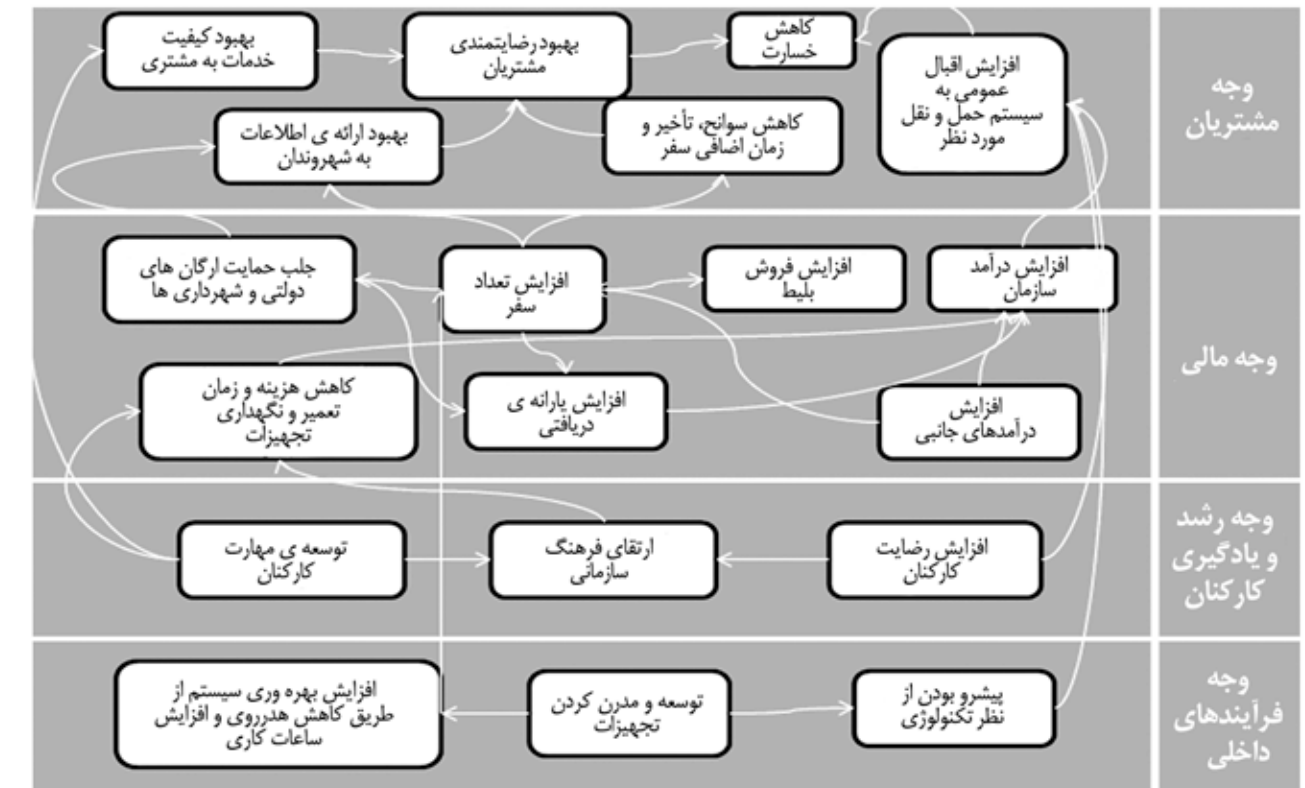 وجه
مشتریان
بهبود کیفیت
خدمات به مشتری
بهبود رضایتمندی
مشتریان
کاهش
خسارت
افزایش اقبال
عمومی به
سیستم حمل و نقل
مورد نظر
بهبود ارائه ی اطلاعات
به شهروندان
کاهش سوانح، تأخیر و
زمان اضافی سفر
وجه مالی
جلب حمایت ارگان های
دولتی و شهرداری ها
افزایش تعداد
سفر
افزایش فروش
بلیط
افزایش درآمد
سازمان
کاهش هزینه و زمان
تعمیر و نگهداری
تجهیزات
افزایش یارانه ی
دریافتی
افزایش
درآمدهای جانبی
وجه رشد
و یادگیری
کارکنان
توسعه ی مهارت
کارکنان
ارتقای فرهنگ
سازمانی
افزایش رضایت
کارکنان
وجه
فرآیندهای
داخلی
افزایش بهره وری سیستم از
طریق کاهش هدرروی و افزایش
ساعات کاری
توسعه و مدرن کردن
تجهیزات
پیشرو بودن از
نظر تکنولوژی